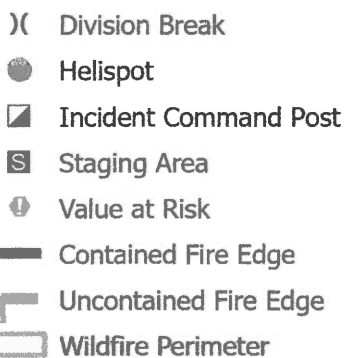 )( Division Break
Helispot
Incident Command Post
S Staging Area
! Value at Risk
Contained Fire Edge
Uncontained Fire Edge
Wildfire Perimeter